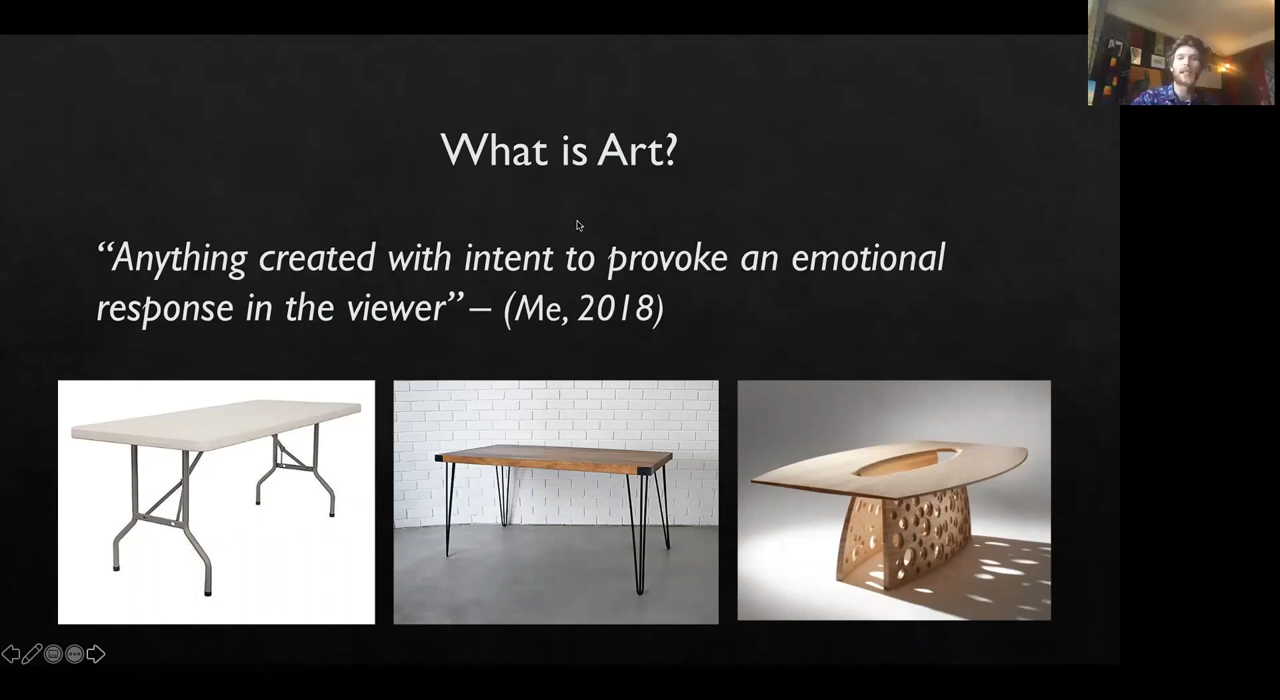 What is Art?
“Anything created with intent to provoke an emotional
response in the viewer” – (Me, 2018)